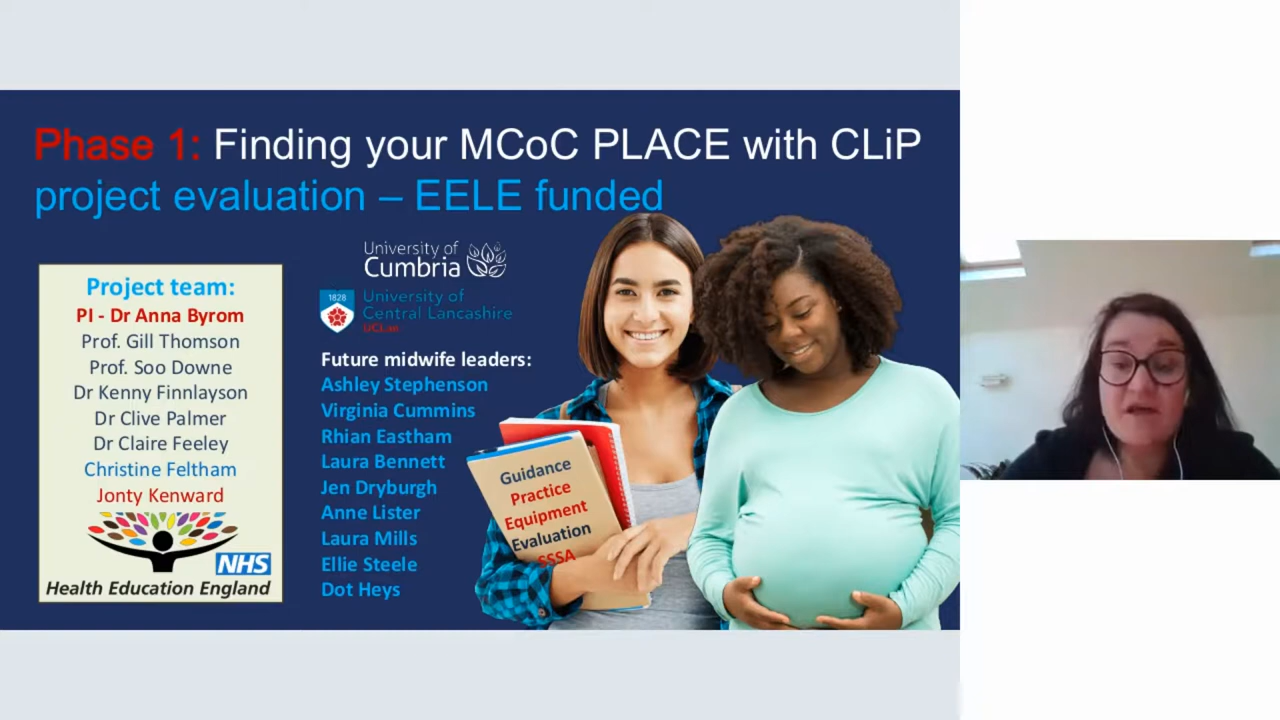 Phase 1: Finding your MCoC PLACE with CLiP
project evaluation – EELE funded
Project team:
PI - Dr Anna Byrom
Prof. Gill Thomson
Prof. Soo Downe
Dr Kenny Finnlayson
Dr Clive Palmer
Dr Claire Feeley
Christine Feltham
Jonty Kenward
NHS
Health Education England
University of
Cumbria
1828
University of
Central Lancashire
UCLan
Future midwife leaders:
Ashley Stephenson
Virginia Cummins
Rhian Eastham
Laura Bennett
Jen Dryburgh
Anne Lister
Laura Mills
Ellie Steele
Dot Heys
Guidance
Practice
Equipment
Evaluation
SSSA